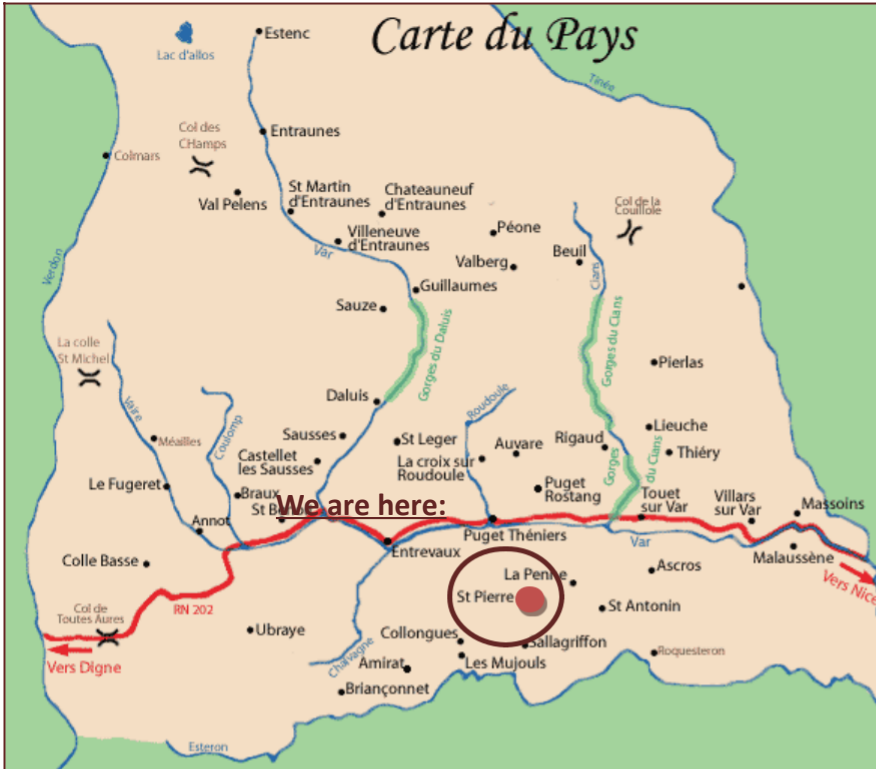 Carte du Pays
Estenc
Lac d'allos
Tinée
Entraunes
Col des
CHamps
Colmars
Val Pelens
St Martin
d'Entraunes
Chateauneuf
d'Entraunes
Col de la
Couillole
Péone
Villeneuve
d'Entraunes
Var
Beuil
Valberg
Verdon
Cians
Guillaumes
Sauze
Gorges du Daluis
Gorges du Cians
La colle
St Michel
Pierlas
Daluis
Roudoule
Vaire
Coulomp
Lieuche
Sausses
St Leger
Auvare
Rigaud
Méailles
Castellet
les Sausses
La croix sur
Roudoule
Gorges
du Cians
Thiéry
Le Fugeret
Braux
Puget
Rostang
Touet
sur Var
Villars
sur Var
Massoins
We are here:
St
Annot
Puget Théniers
Entrevaux
Var
Malaussène
Colle Basse
La Penne
Ascros
Vers Nice
St Pierre
RN 202
Col de
Toutes Aures
St Antonin
Ubraye
Collongues
Sallagriffon
Chalvagne
Roquesteron
Vers Digne
Amirat
Les Mujouls
Briançonnet
Esteron